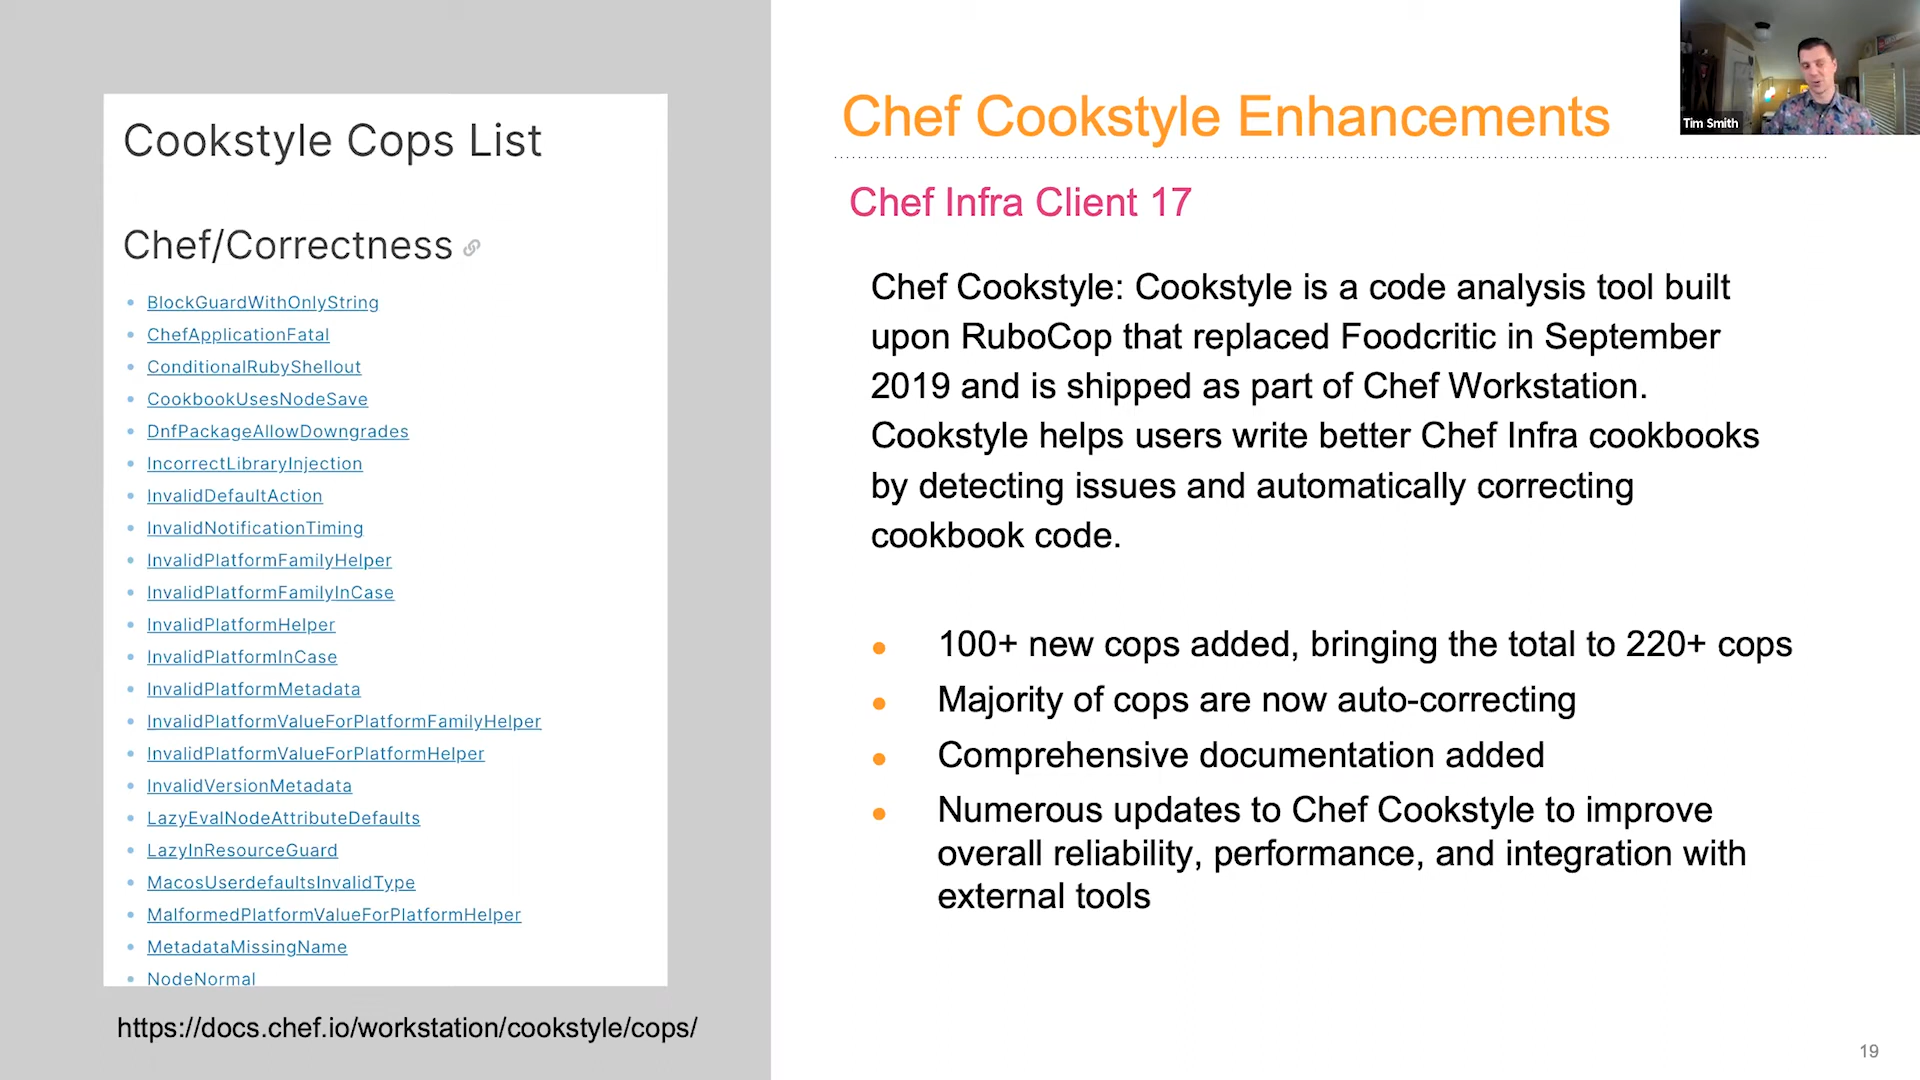 Cookstyle Cops List
Chef/Correctness
BlockGuardWithOnlyString
ChefApplicationFatal
ConditionalRubyShellout
CookbookUsesNodeSave
DnfPackageAllowDowngrades
IncorrectLibraryInjection
InvalidDefaultAction
InvalidNotificationTiming
InvalidPlatformFamilyHelper
InvalidPlatformFamilyInCase
InvalidPlatformHelper
InvalidPlatformInCase
InvalidPlatformMetadata
InvalidPlatformValueForPlatformFamilyHelper
InvalidPlatformValueForPlatformHelper
InvalidVersionMetadata
LazyEvalNodeAttributeDefaults
LazyInResourceGuard
MacosUserdefaultsInvalidType
MalformedPlatformValueForPlatformHelper
MetadataMissingName
NodeNormal
https://docs.chef.io/workstation/cookstyle/cops/
Chef Cookstyle Enhancements
Chef Infra Client 17
Chef Cookstyle: Cookstyle is a code analysis tool built
upon RuboCop that replaced Foodcritic in September
2019 and is shipped as part of Chef Workstation.
Cookstyle helps users write better Chef Infra cookbooks
by detecting issues and automatically correcting
cookbook code.
• 100+ new cops added, bringing the total to 220+ cops
• Majority of cops are now auto-correcting
• Comprehensive documentation added
• Numerous updates to Chef Cookstyle to improve
overall reliability, performance, and integration with
external tools
Tim Smith
19